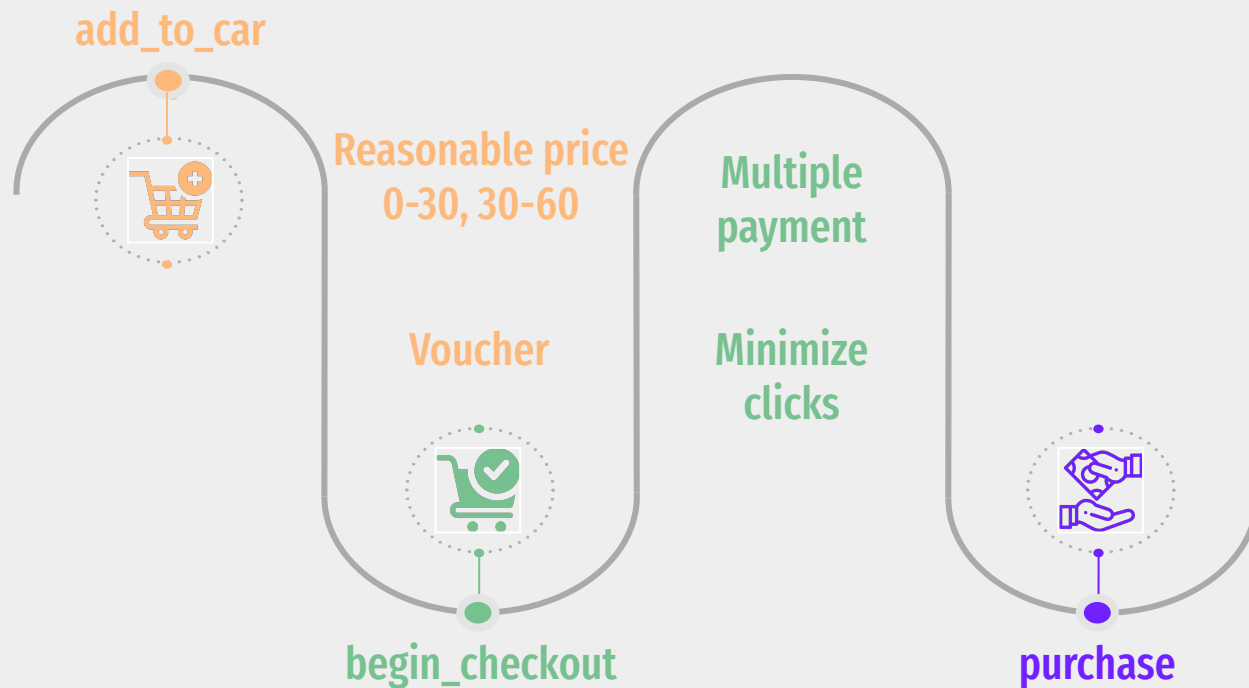 add_to_car
Reasonable price
0-30, 30-60
Voucher
begin_checkout
Multiple
payment
Minimize
clicks
purchase